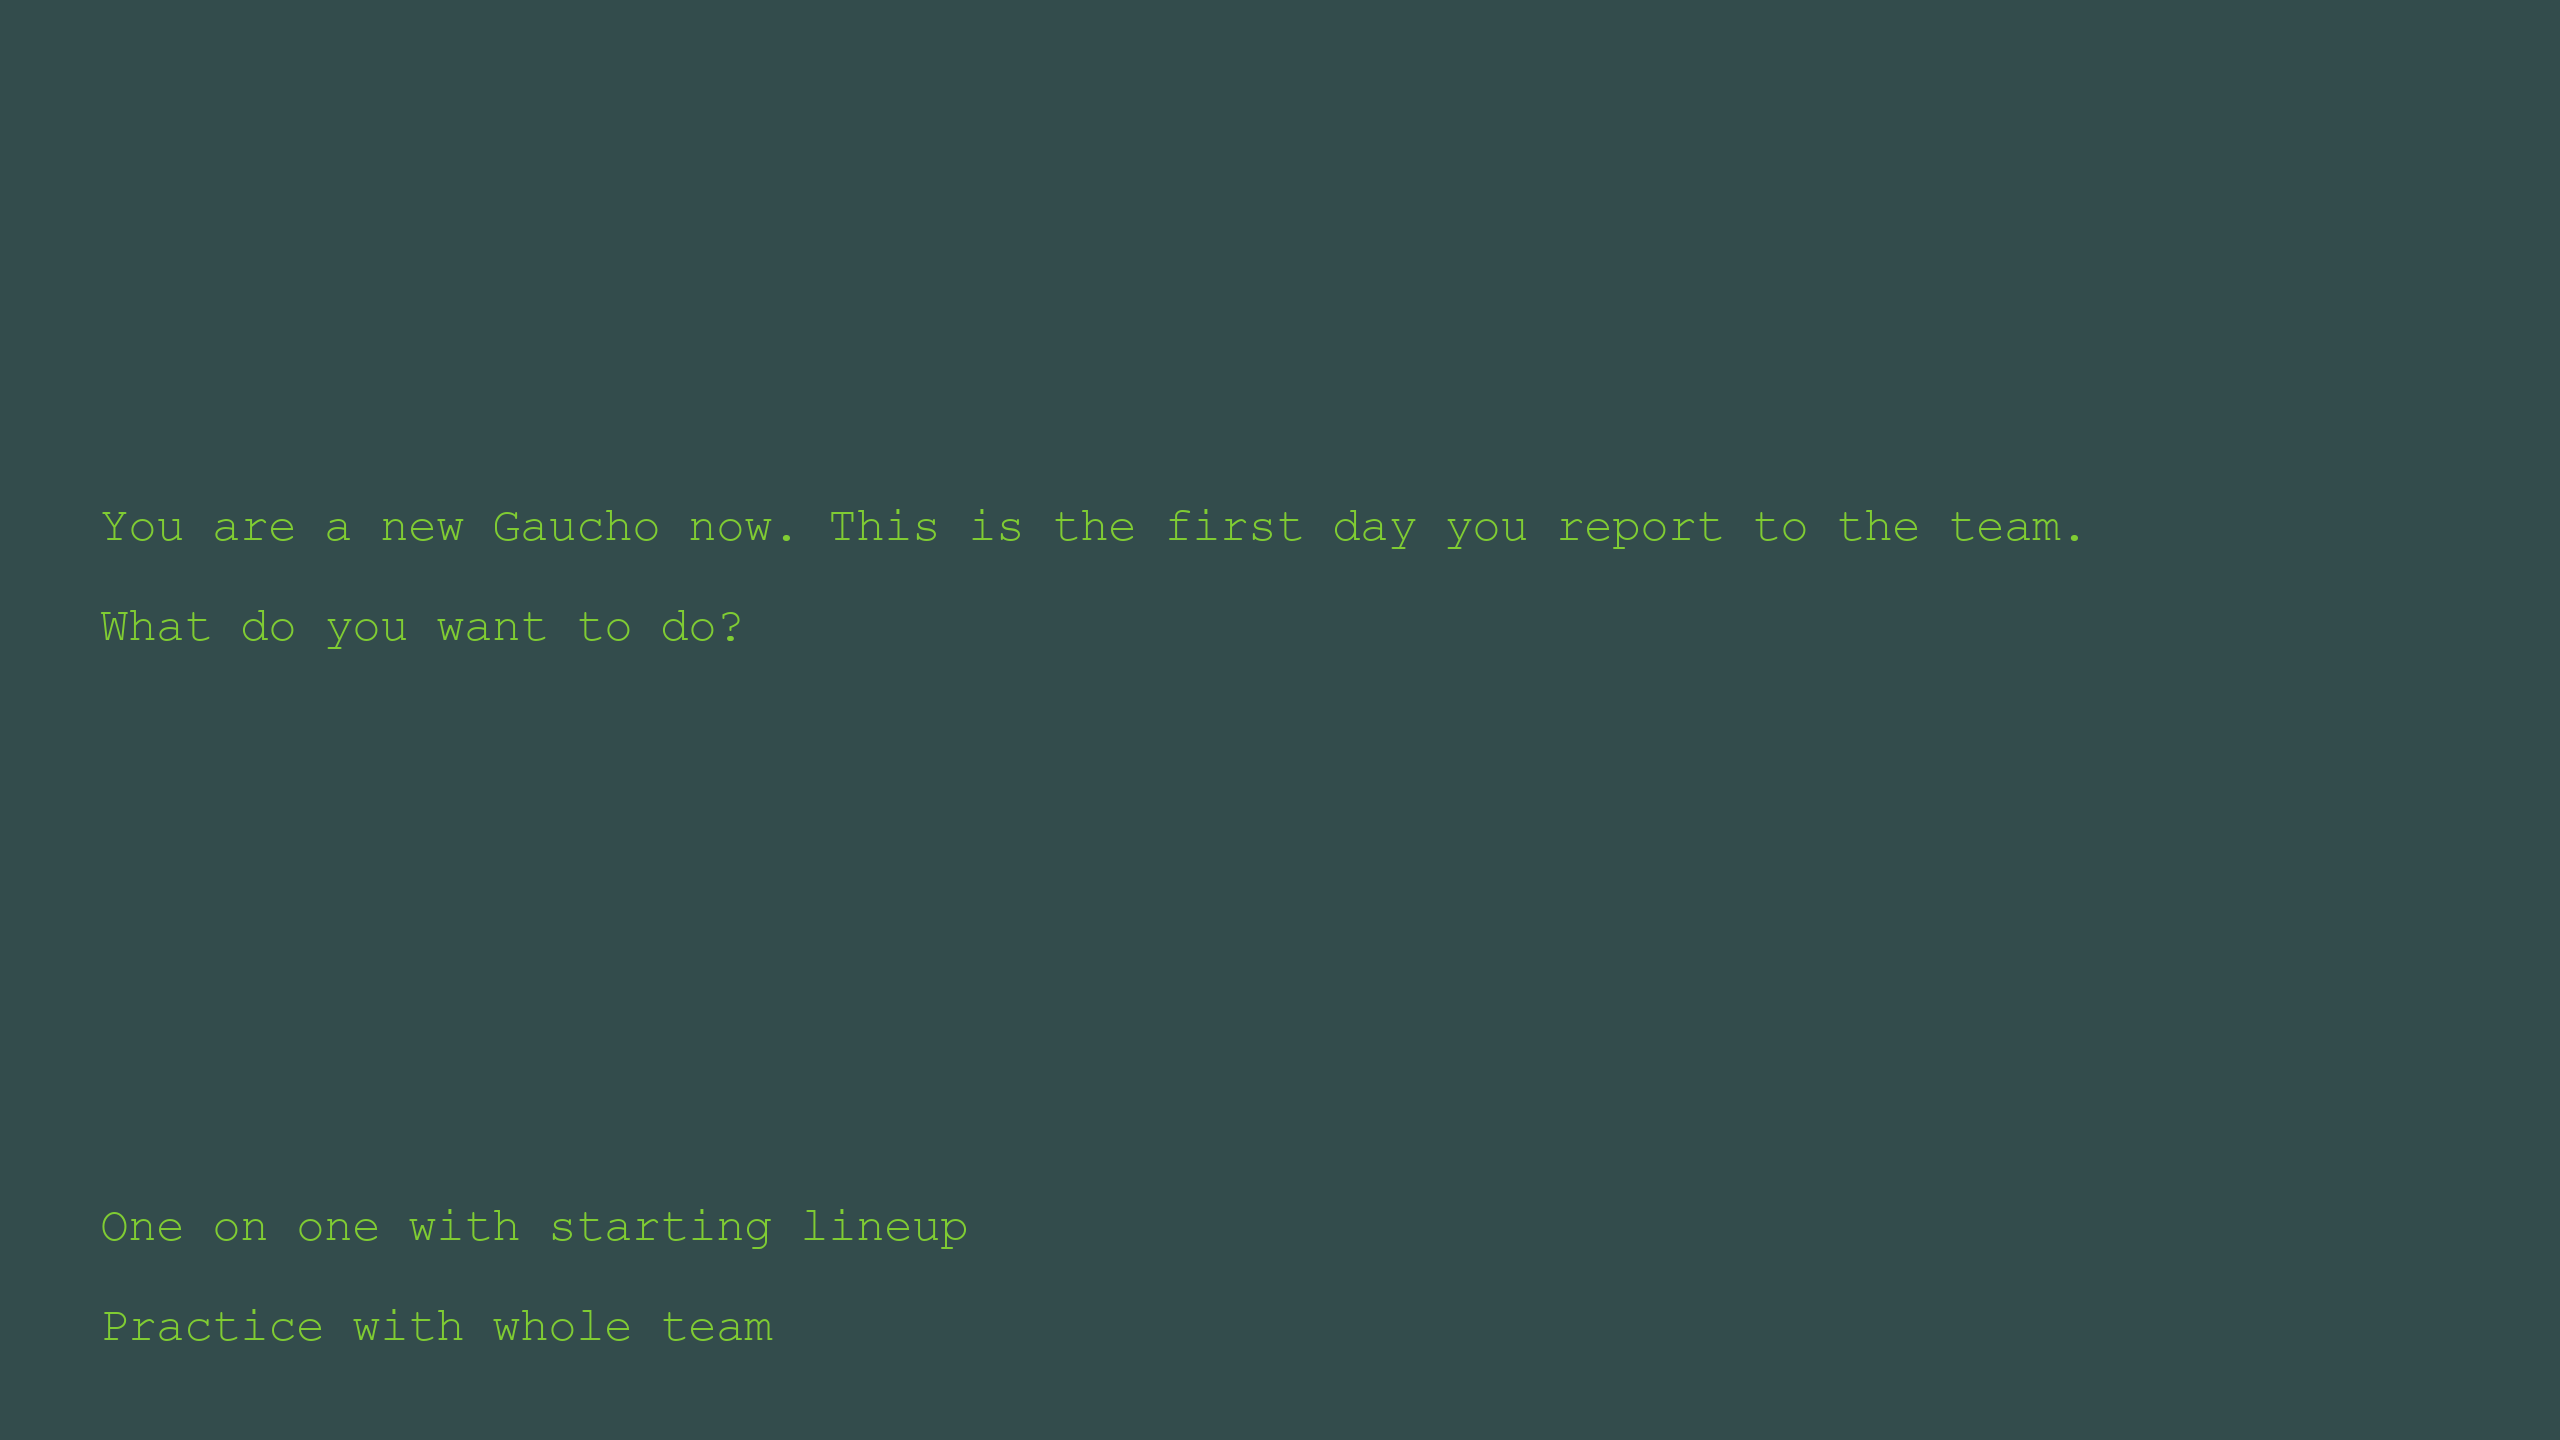 You are a new Gaucho now. This is the first day you report to the team.
What do you want to do?
One on one with starting lineup
Practice with whole team